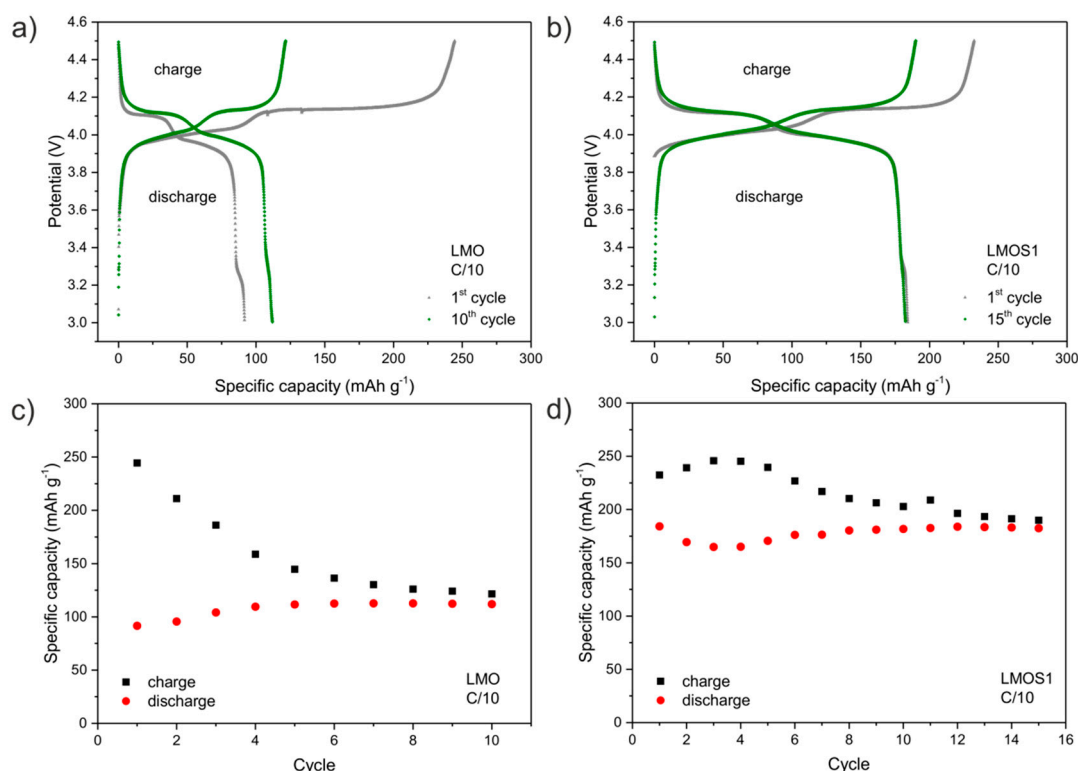 a)
4.6
4.4
4.2
4.0
3.8
3.6
3.4
3.2
3.0
Potential (V)
charge
discharge
LMO
C/10
1st cycle
10th cycle
0 50 100 150 200 250 300
Specific capacity (mAh g-1)
b)
4.6
4.4
4.2
4.0
3.8
3.6
3.4
3.2
3.0
Potential (V)
charge
discharge
LMOS1
C/10
1st cycle
15th cycle
0 50 100 150 200 250 300
Specific capacity (mAh g-1)
c)
300
250
200
150
100
50
0
Specific capacity (mAh g-1)
charge
discharge
LMO
C/10
0 2 4 6 8 10
Cycle
d)
300
250
200
150
100
50
0
Specific capacity (mAh g-1)
charge
discharge
LMOS1
C/10
0 2 4 6 8 10 12 14 16
Cycle